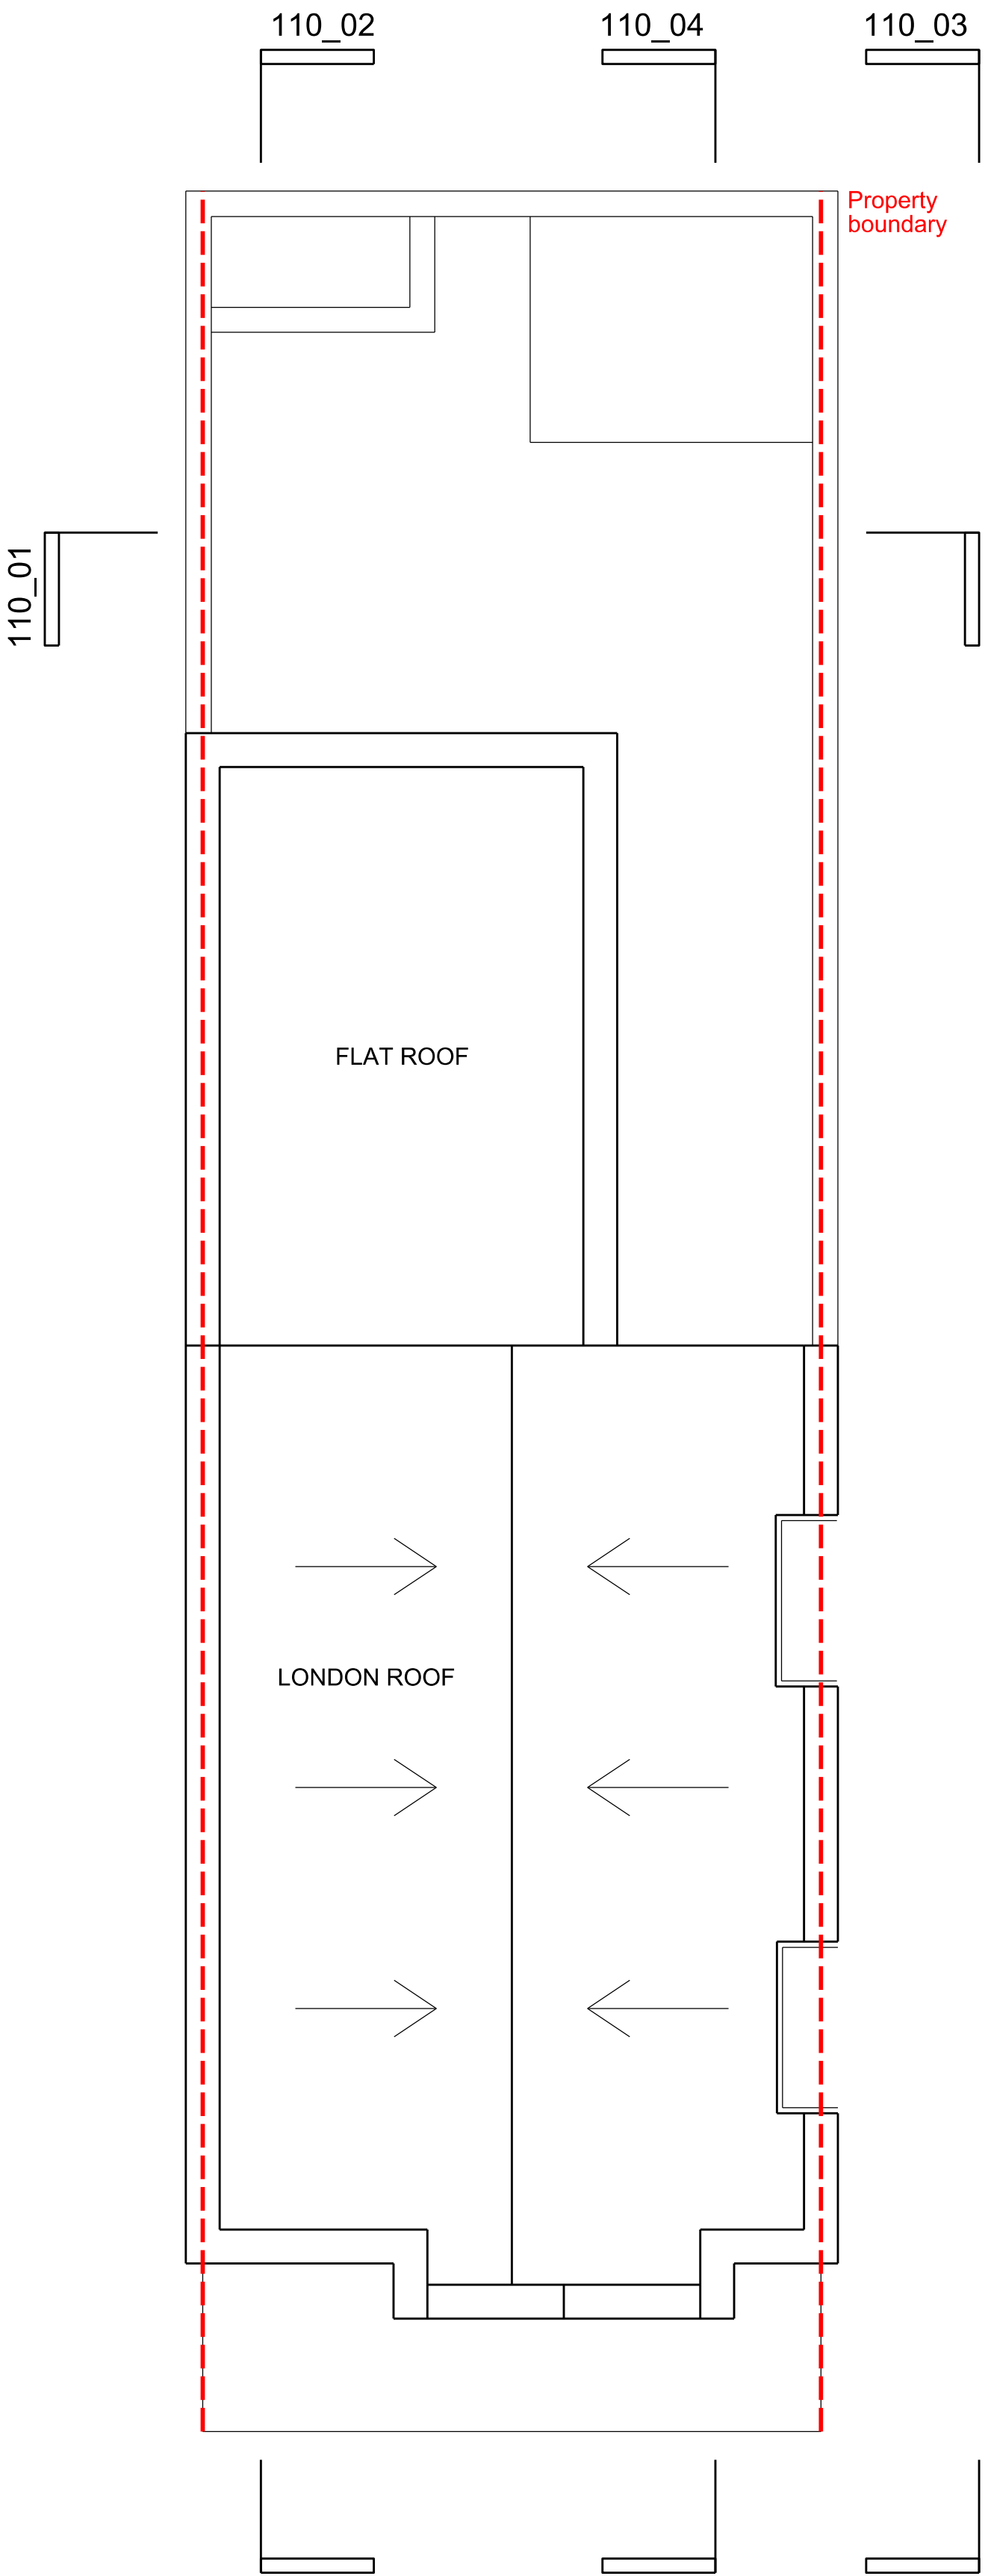 110_02
110_04
110_03
Property
boundary
110_01
FLAT ROOF
LONDON ROOF